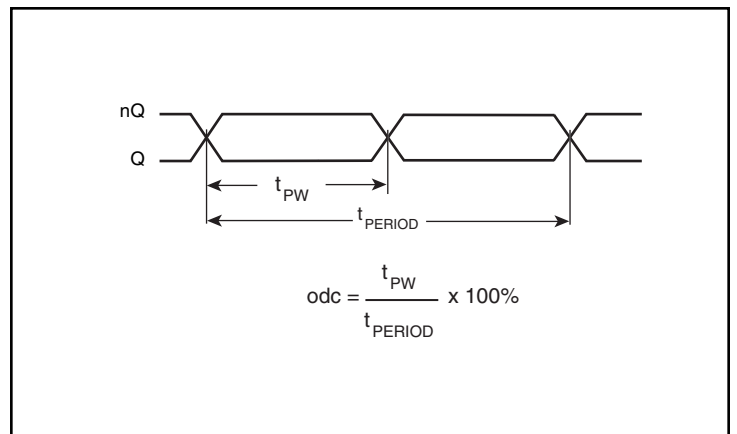 nQ
Q
tPW
tPERIOD
odc = tPW / tPERIOD x 100%